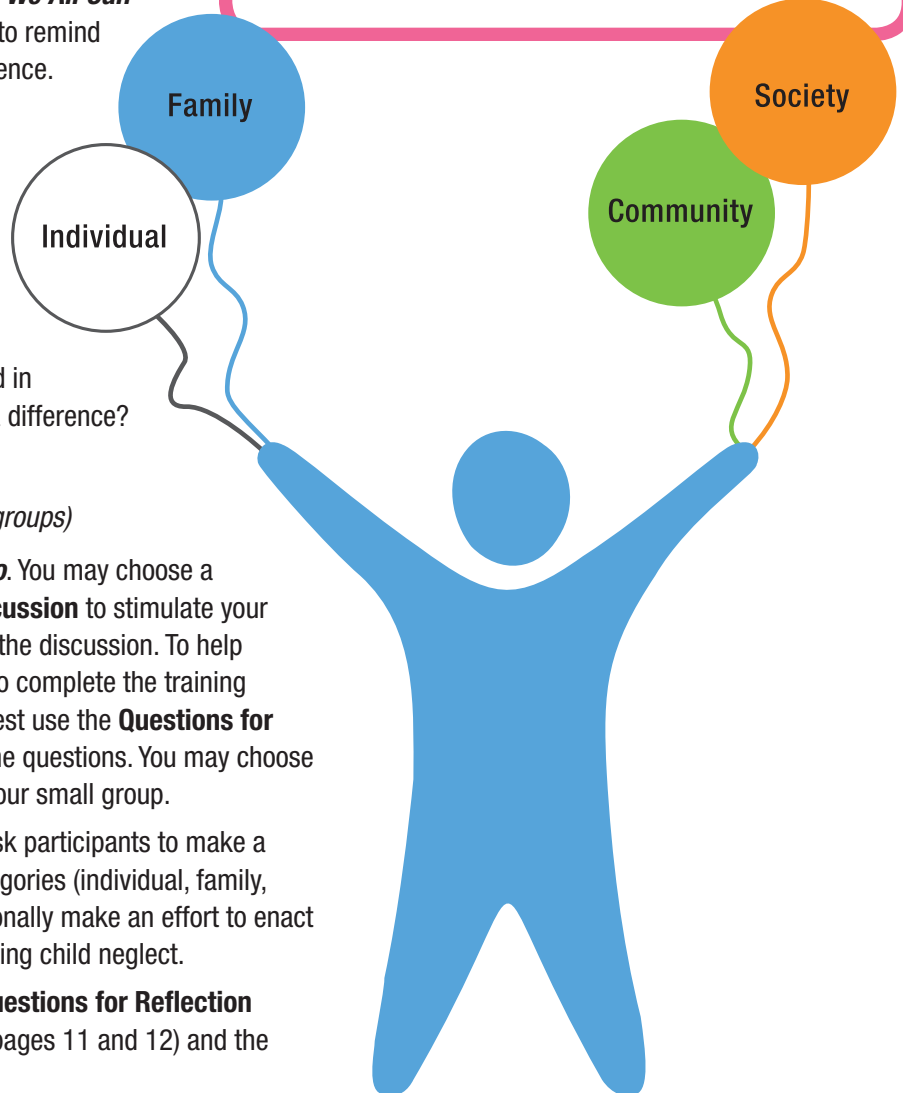 We All Can
to remind
ence.
Family
Society
Individual
Community
d in
difference?
groups)
p. You may choose a
cussion to stimulate your
the discussion. To help
o complete the training
est use the Questions for
ne questions. You may choose
our small group.
sk participants to make a
gories (individual, family,
onally make an effort to enact
ing child neglect.
uestions for Reflection
pages 11 and 12) and the